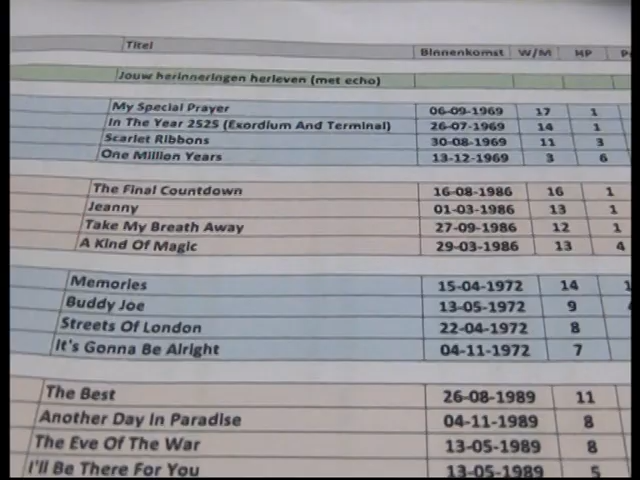 Titel Binnenkomst W/M HP
Jouw herinneringen herleven (met echo)
My Special Prayer 06-09-1969 17 1
In The Year 2525 (Exordium And Terminal) 26-07-1969 14 1
Scarlet Ribbons 30-08-1969 11 3
One Million Years 13-12-1969 3 6
The Final Countdown 16-08-1986 16 1
Jeanny 01-03-1986 13 1
Take My Breath Away 27-09-1986 12 1
A Kind Of Magic 29-03-1986 13 4
Memories 15-04-1972 14
Buddy Joe 13-05-1972 9
Streets Of London 22-04-1972 8
It's Gonna Be Alright 04-11-1972 7
The Best 26-08-1989 11
Another Day In Paradise 04-11-1989 8
The Eve Of The War 13-05-1989 8
I'll Be There For You 13-05-1989 5